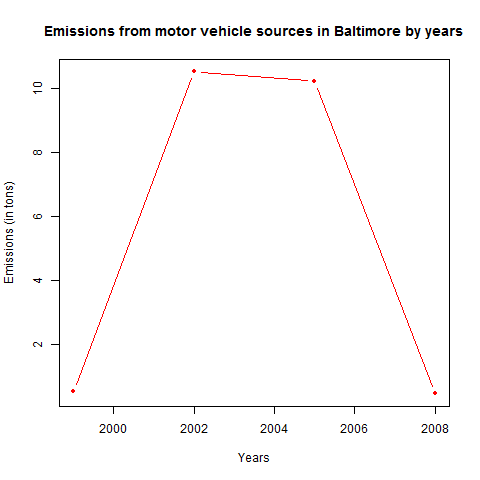 Emissions from motor vehicle sources in Baltimore by years
Emissions (in tons)
10
8
6
4
2
2000 2002 2004 2006 2008
Years